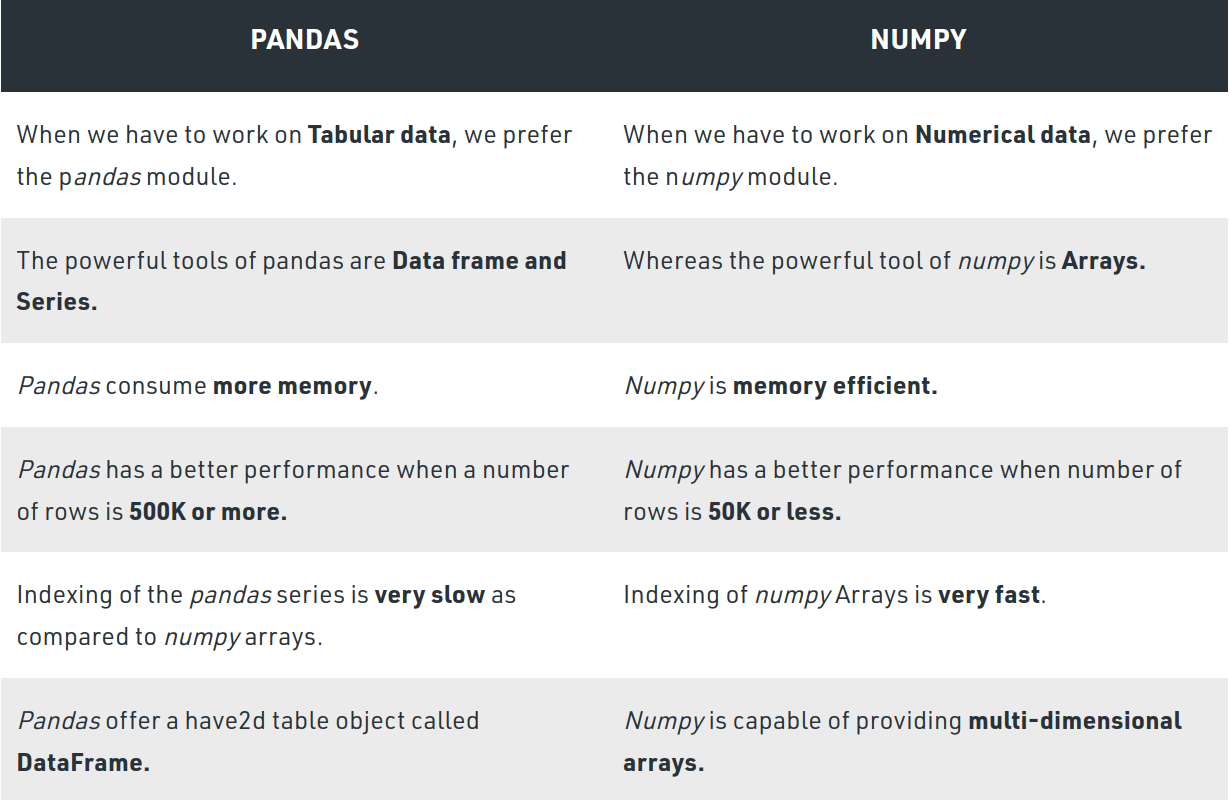 PANDAS
NUMPY
When we have to work on Tabular data, we prefer
the pandas module.
When we have to work on Numerical data, we prefer
the numpy module.
The powerful tools of pandas are Data frame and
Series.
Whereas the powerful tool of numpy is Arrays.
Pandas consume more memory.
Numpy is memory efficient.
Pandas has a better performance when a number
of rows is 500K or more.
Numpy has a better performance when number of
rows is 50K or less.
Indexing of the pandas series is very slow as
compared to numpy arrays.
Indexing of numpy Arrays is very fast.
Pandas offer a have2d table object called
DataFrame.
Numpy is capable of providing multi-dimensional
arrays.